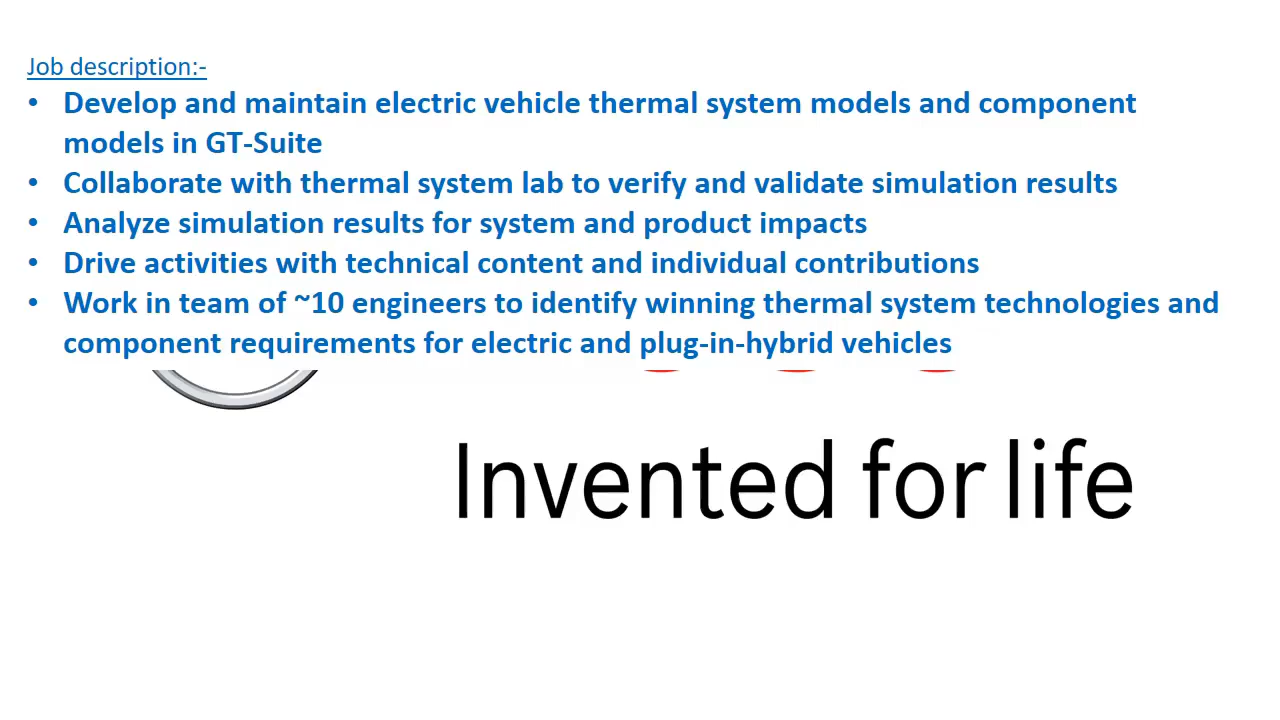 Job description:-
• Develop and maintain electric vehicle thermal system models and component
models in GT-Suite
• Collaborate with thermal system lab to verify and validate simulation results
• Analyze simulation results for system and product impacts
• Drive activities with technical content and individual contributions
• Work in team of ~10 engineers to identify winning thermal system technologies and
component requirements for electric and plug-in-hybrid vehicles
Invented for life